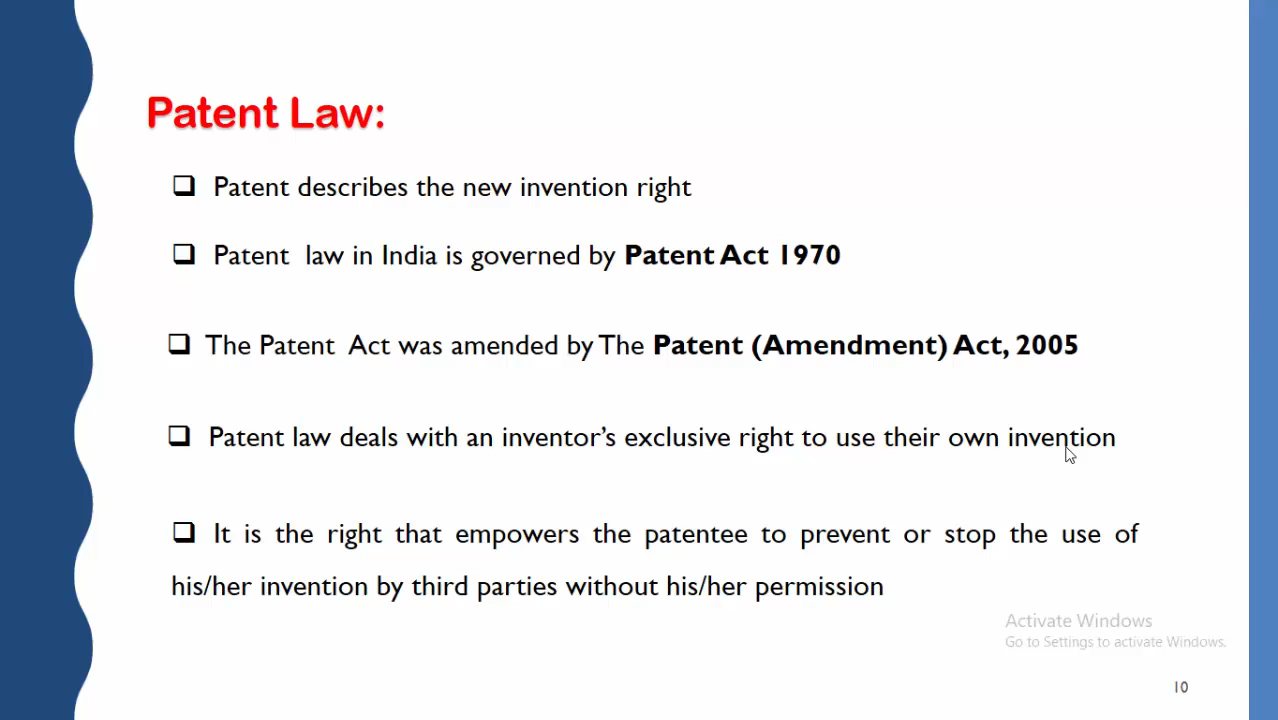 Patent Law:
❑ Patent describes the new invention right
❑ Patent law in India is governed by Patent Act 1970
❑ The Patent Act was amended by The Patent (Amendment) Act, 2005
❑ Patent law deals with an inventor’s exclusive right to use their own invention
❑ It is the right that empowers the patentee to prevent or stop the use of
his/her invention by third parties without his/her permission
Activate Windows
Go to Settings to activate Windows.
10